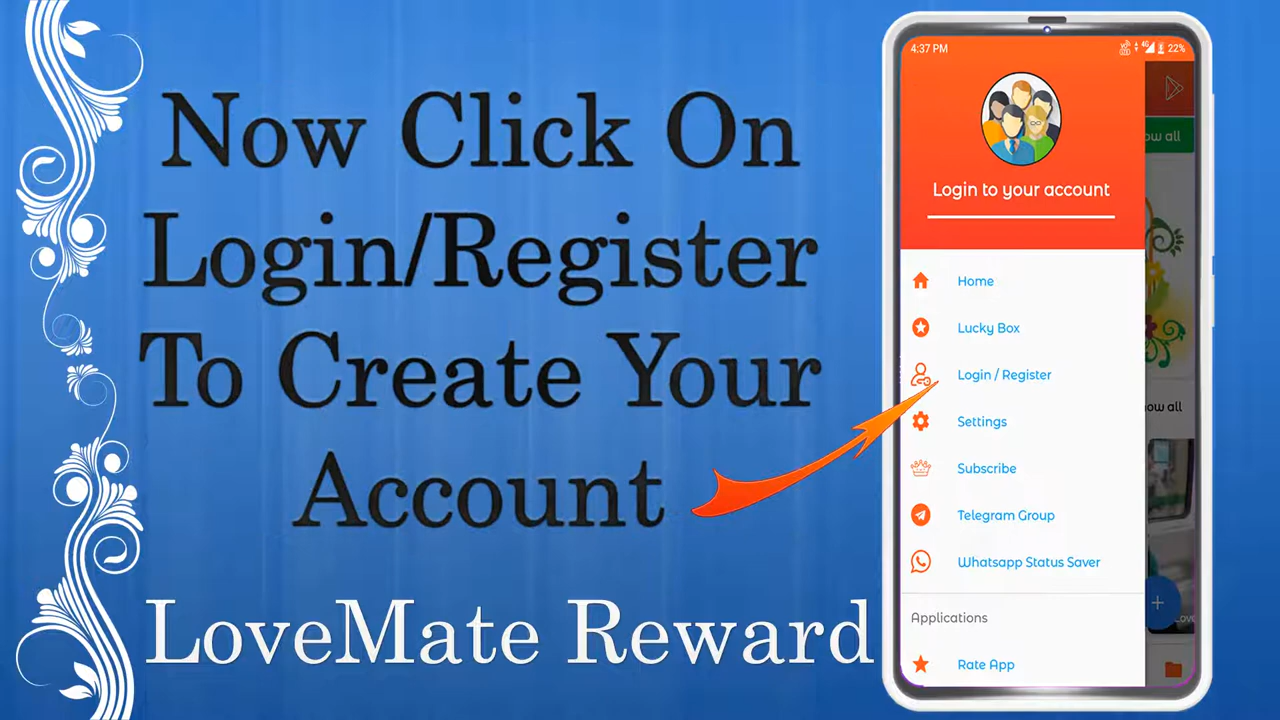 Now Click On
Login/Register
To Create Your
Account
LoveMate Reward
4:37 PM
4G
22%
Login to your account
Home
Lucky Box
Login / Register
Settings
Subscribe
Telegram Group
Whatsapp Status Saver
Applications
Rate App
ow all
ow all